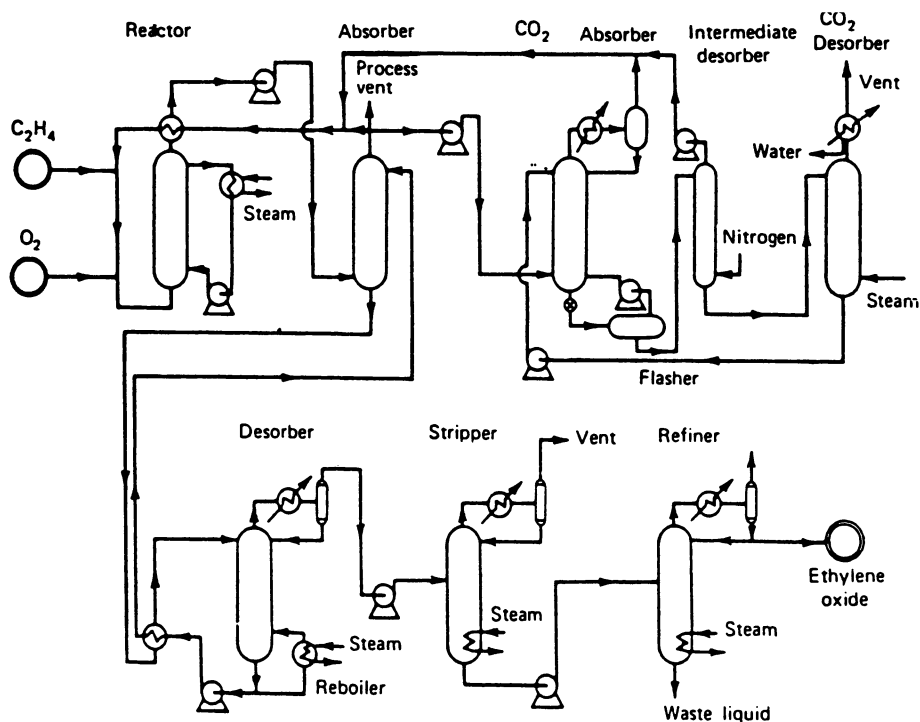 Reactor
Absorber
CO2
Absorber
Intermediate
desorber
CO2
Desorber
Process
vent
Vent
C2H4
Water
Steam
O2
Nitrogen
Steam
Flasher
Desorber
Stripper
Vent
Refiner
Ethylene
oxide
Steam
Steam
Steam
Reboiler
Waste liquid